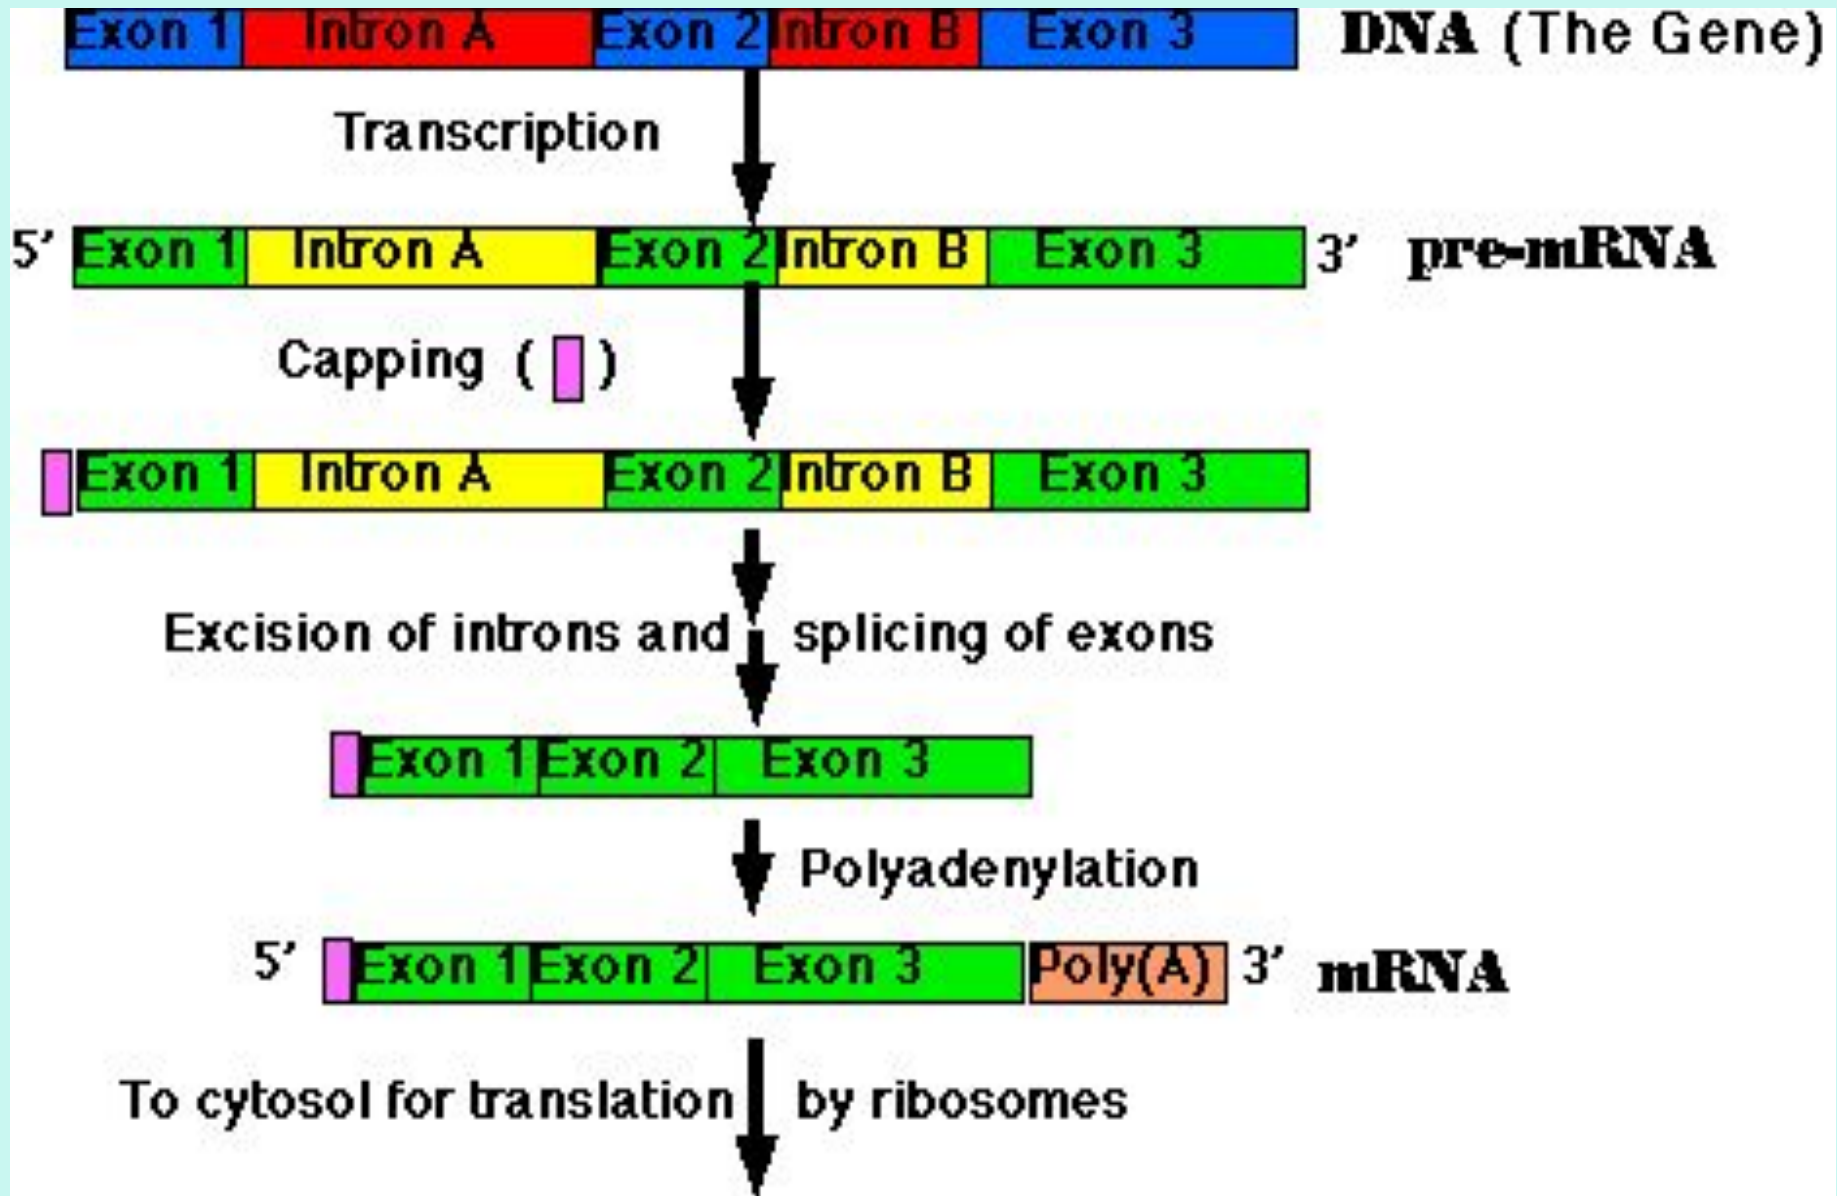 Exon 1 Intron A Exon 2 Intron B Exon 3 DNA (The Gene)
Transcription
5’ Exon 1 Intron A Exon 2 Intron B Exon 3 3’ pre-mRNA
Capping ( )
Exon 1 Intron A Exon 2 Intron B Exon 3
Excision of introns and splicing of exons
Exon 1 Exon 2 Exon 3
Polyadenylation
5’ Exon 1 Exon 2 Exon 3 Poly(A) 3’ mRNA
To cytosol for translation by ribosomes